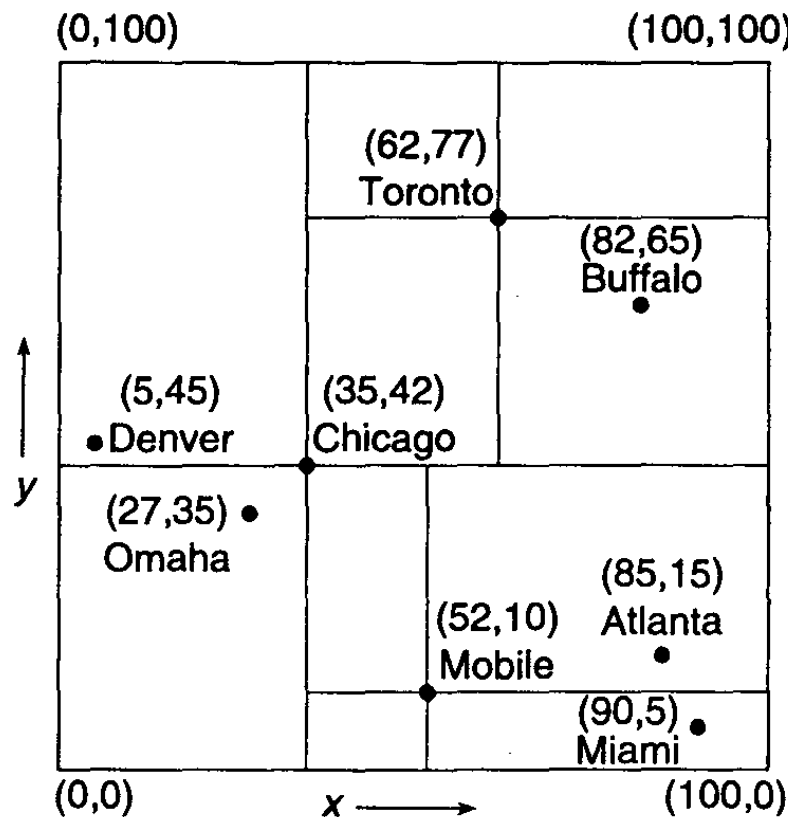 (0,100)
(100,100)
(62,77)
Toronto
(82,65)
Buffalo
(5,45)
Denver
(35,42)
Chicago
y
(27,35)
Omaha
(85,15)
Atlanta
(52,10)
Mobile
(90,5)
Miami
(0,0)
x
(100,0)